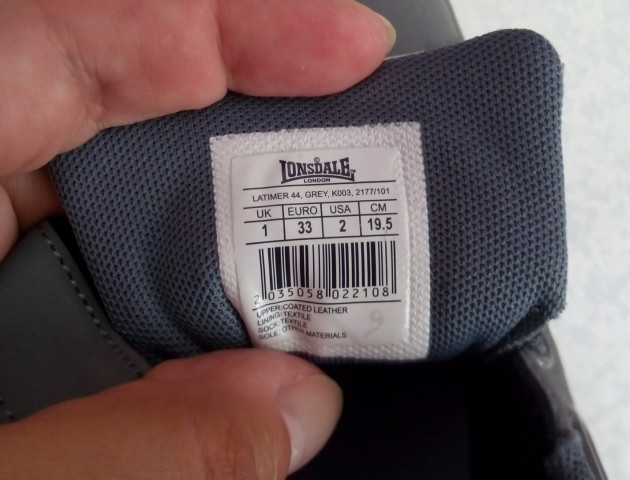 LONSDALE
LONDON
LATIMER 44, GREY, K003, 2177/101
UK EURO USA CM
1 33 2 19.5
2 035058 022108
UPPER:COATED LEATHER
LINING:TEXTILE
SOCK:TEXTILE
SOLE: OTHER MATERIALS